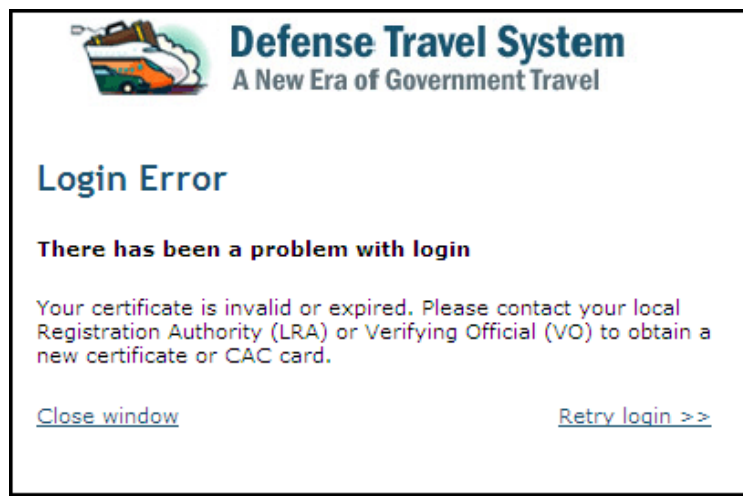 Defense Travel System
A New Era of Government Travel
Login Error
There has been a problem with login
Your certificate is invalid or expired. Please contact your local
Registration Authority (LRA) or Verifying Official (VO) to obtain a
new certificate or CAC card.
Close window
Retry login >>